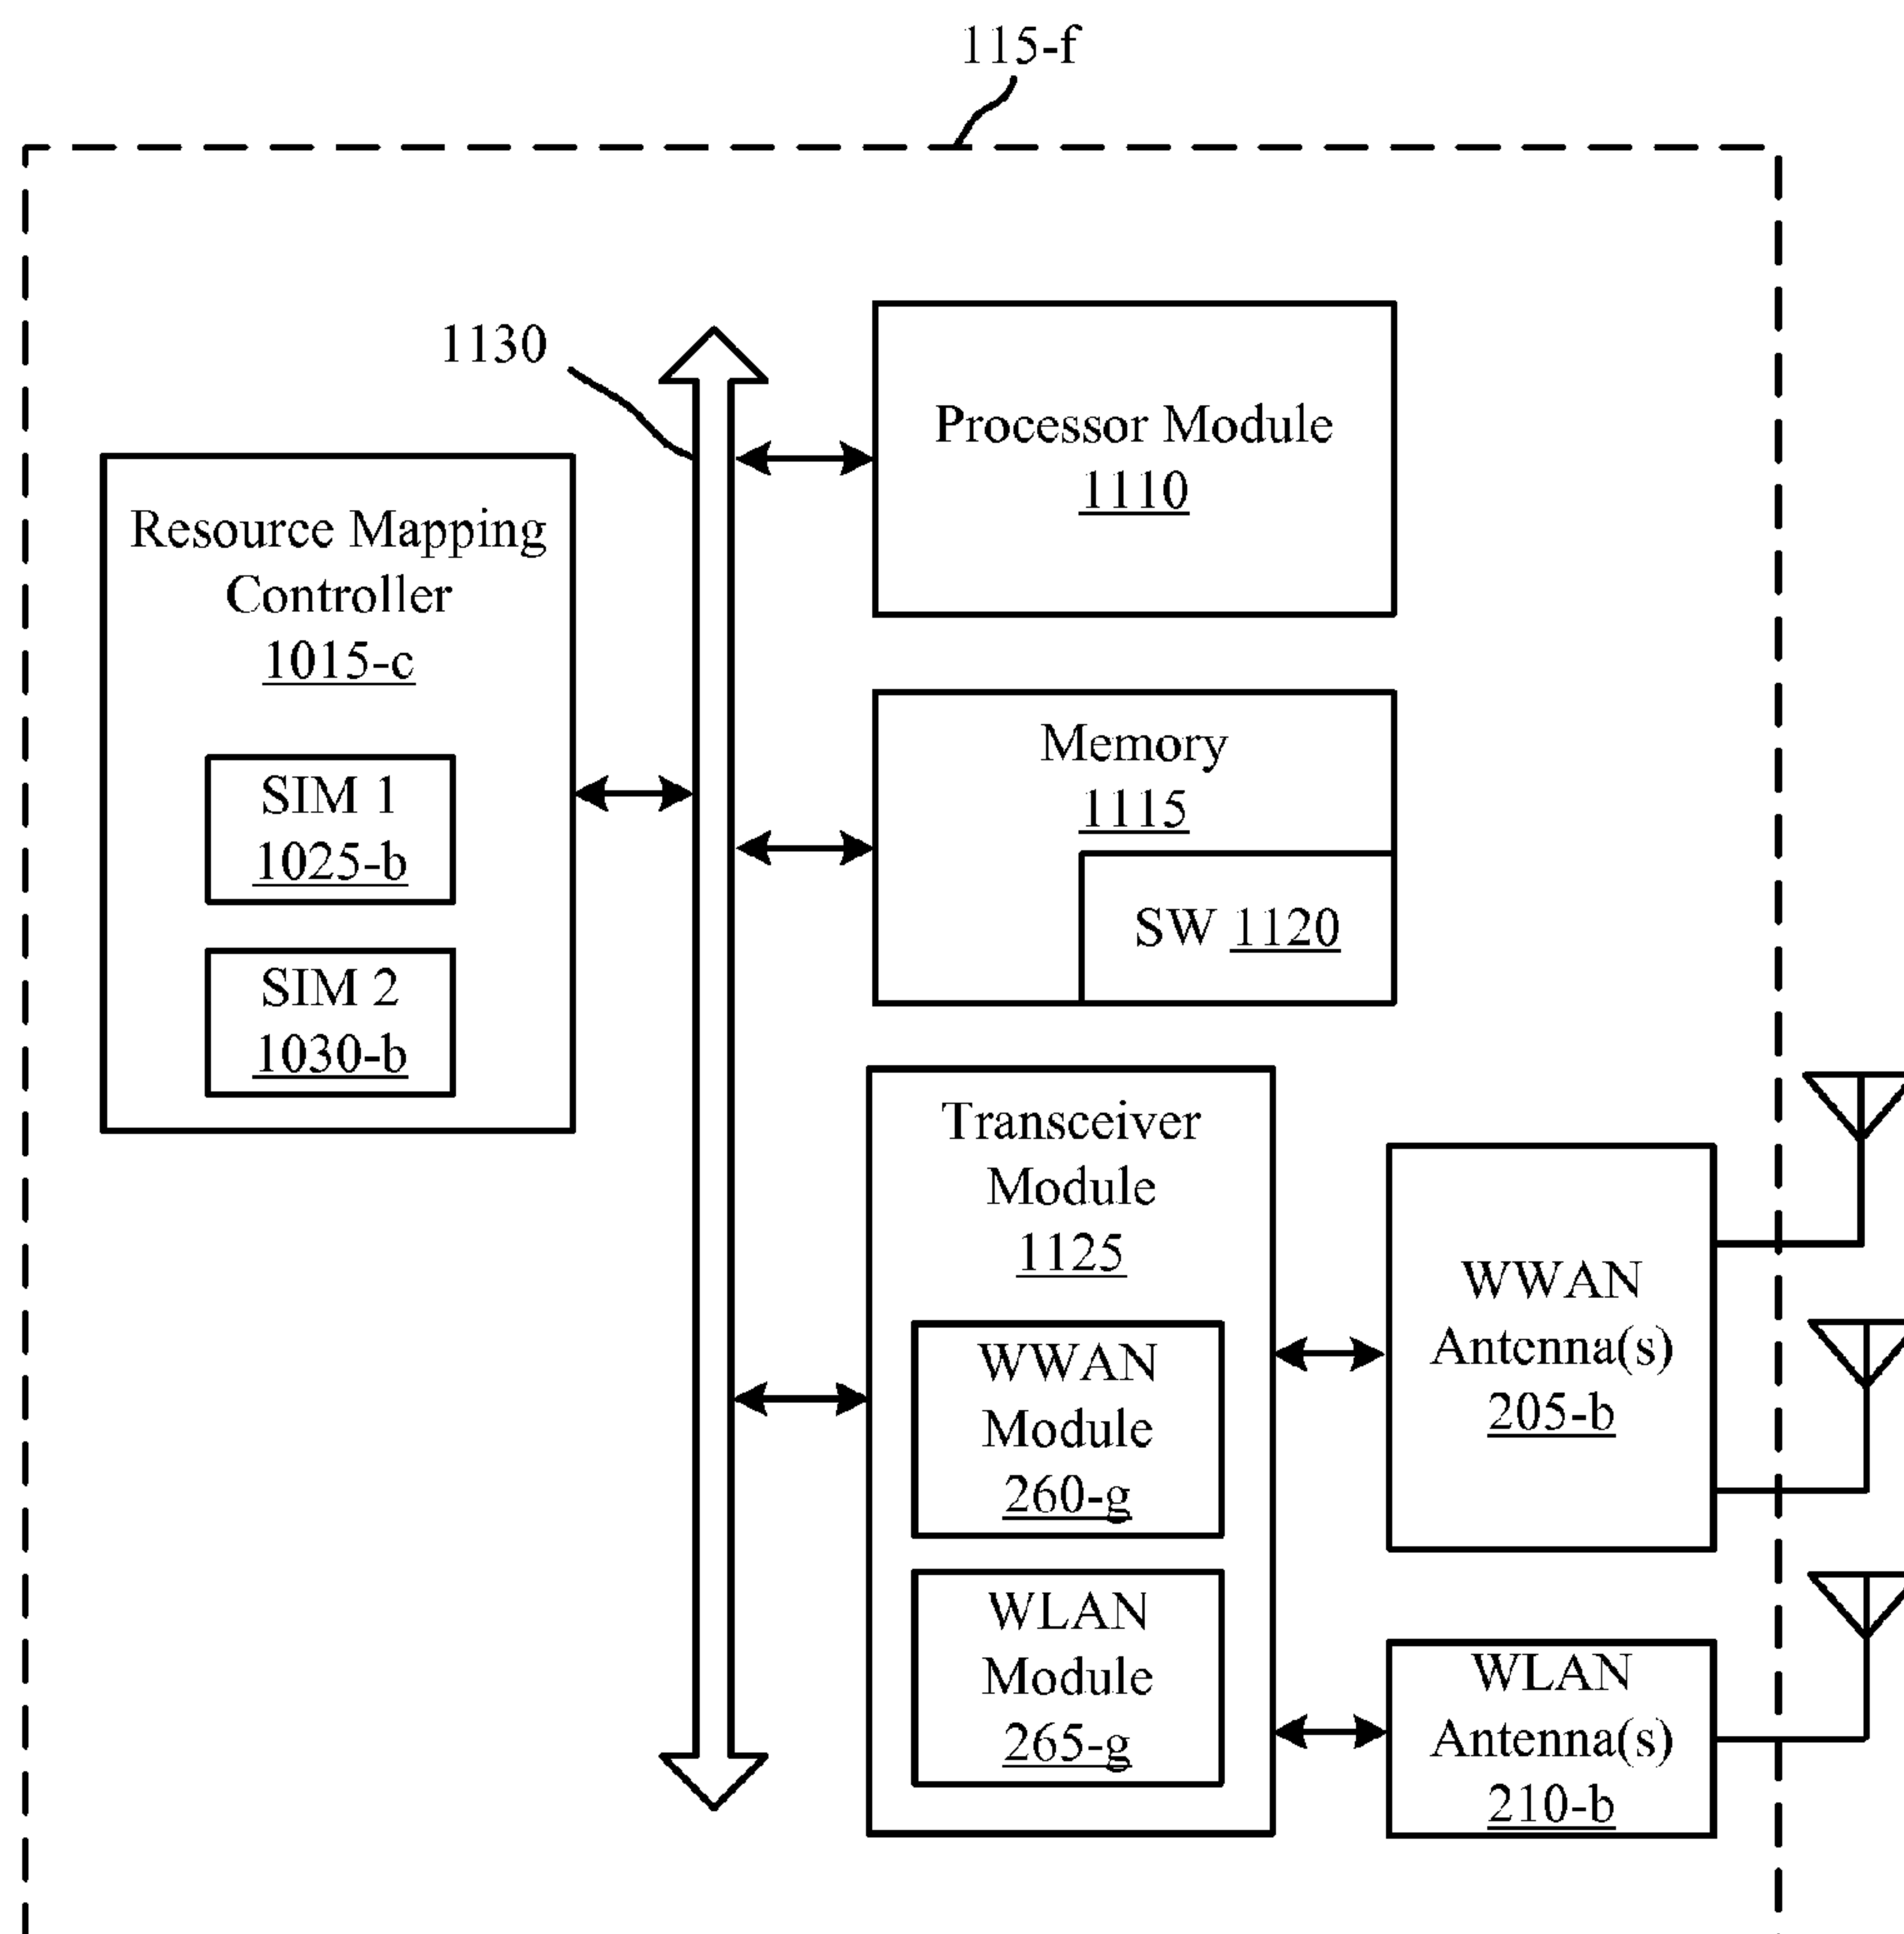 115-f
1130
Processor Module
1110
Resource Mapping
Controller
1015-c
SIM 1
1025-b
SIM 2
1030-b
Memory
1115
SW 1120
Transceiver
Module
1125
WWAN
Module
260-g
WLAN
Module
265-g
WWAN
Antenna(s)
205-b
WLAN
Antenna(s)
210-b